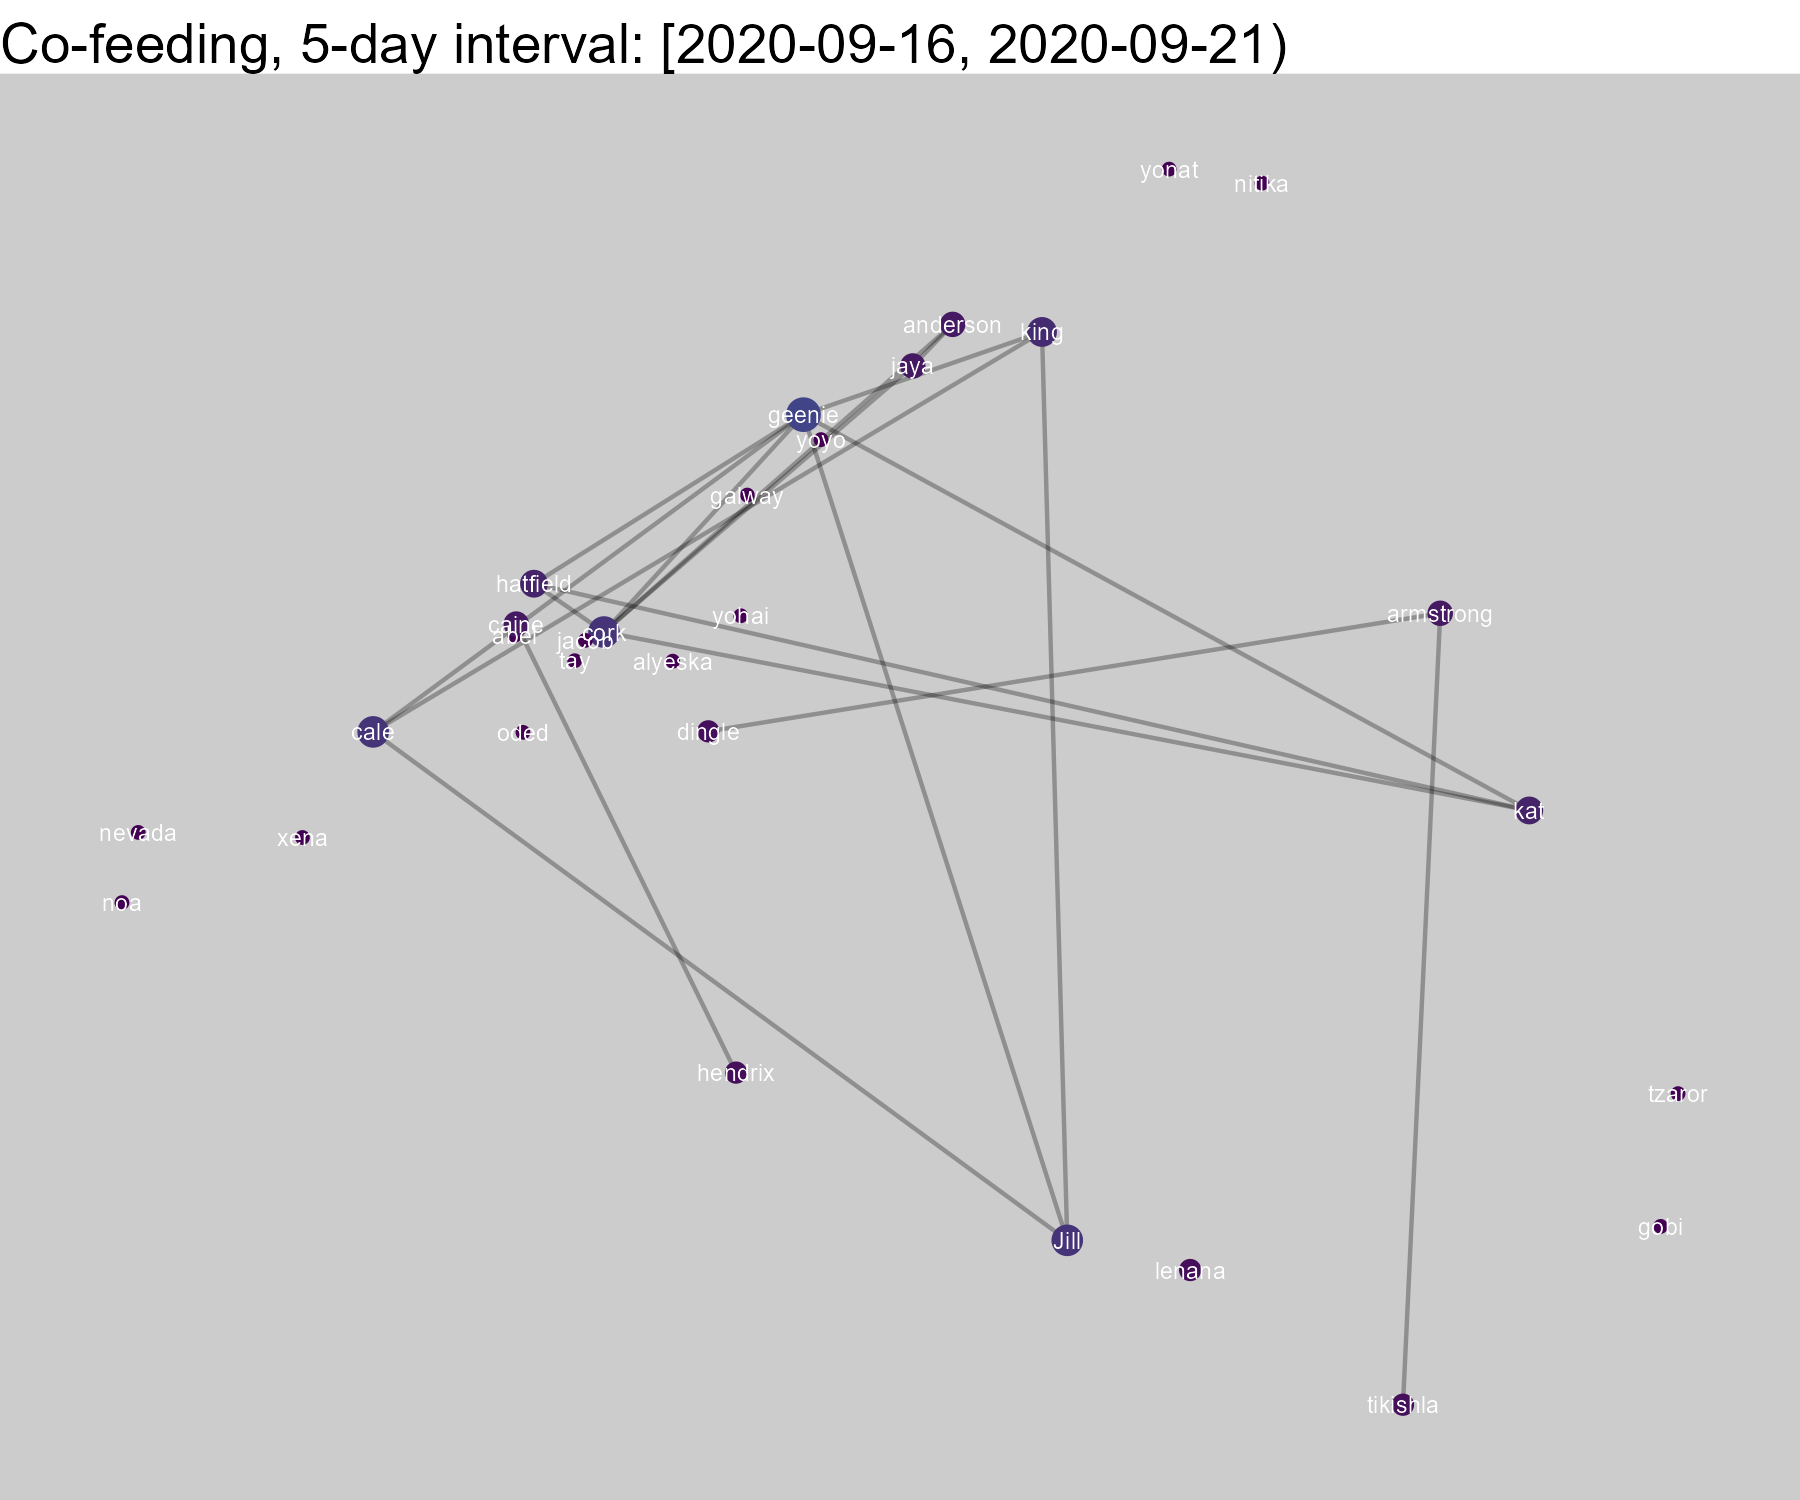 Co-feeding, 5-day interval: [2020-09-16, 2020-09-21)
yonat
nitika
anderson
king
jaya
geenie
yoyo
galway
hatfield
caine
abel
jacob
cork
yohai
tay
alyeska
armstrong
cale
oded
dingle
kat
nevada
xena
noa
hendrix
tzaror
Jill
gobi
lenana
tikishla